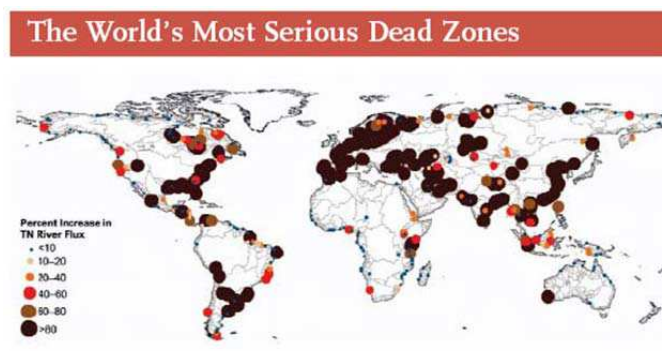 The World's Most Serious Dead Zones
Percent Increase in
TN River Flux
<10
10–20
20–40
40–60
60–80
>80